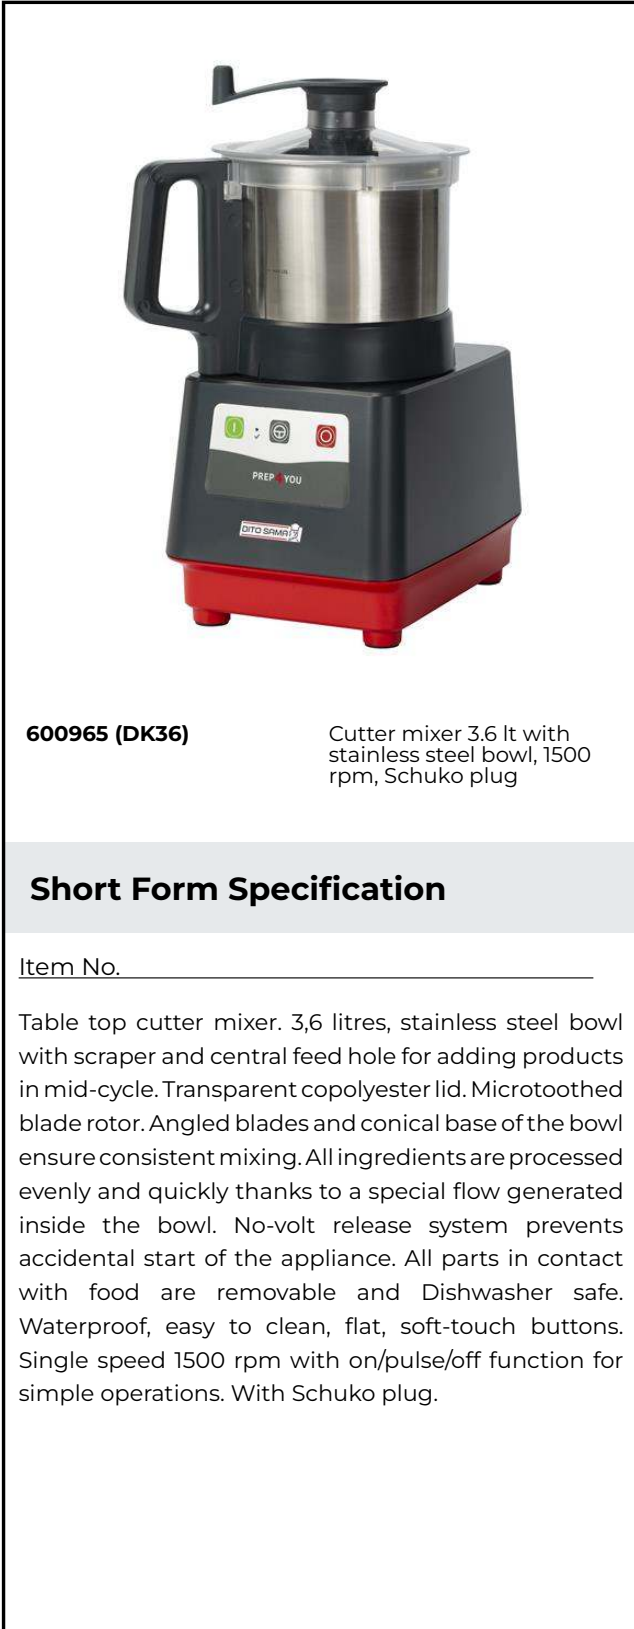 PREP4YOU
DITO SAMA
600965 (DK36)
Cutter mixer 3.6 lt with
stainless steel bowl, 1500
rpm, Schuko plug
Short Form Specification
Item No.
Table top cutter mixer. 3,6 litres, stainless steel bowl
with scraper and central feed hole for adding products
in mid-cycle. Transparent copolyester lid. Microtoothed
blade rotor. Angled blades and conical base of the bowl
ensure consistent mixing. All ingredients are processed
evenly and quickly thanks to a special flow generated
inside the bowl. No-volt release system prevents
accidental start of the appliance. All parts in contact
with food are removable and Dishwasher safe.
Waterproof, easy to clean, flat, soft-touch buttons.
Single speed 1500 rpm with on/pulse/off function for
simple operations. With Schuko plug.